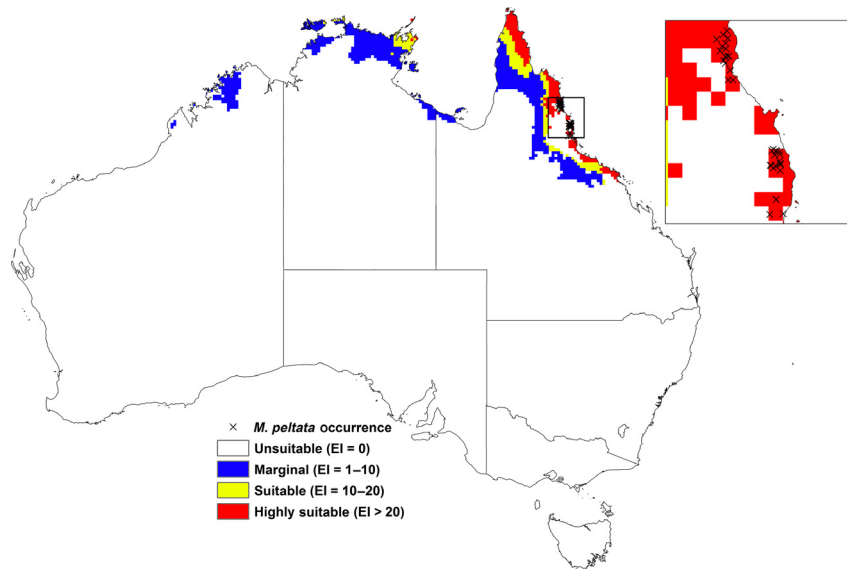 M. peltata occurrence
Unsuitable (EI = 0)
Marginal (EI = 1–10)
Suitable (EI = 10–20)
Highly suitable (EI > 20)